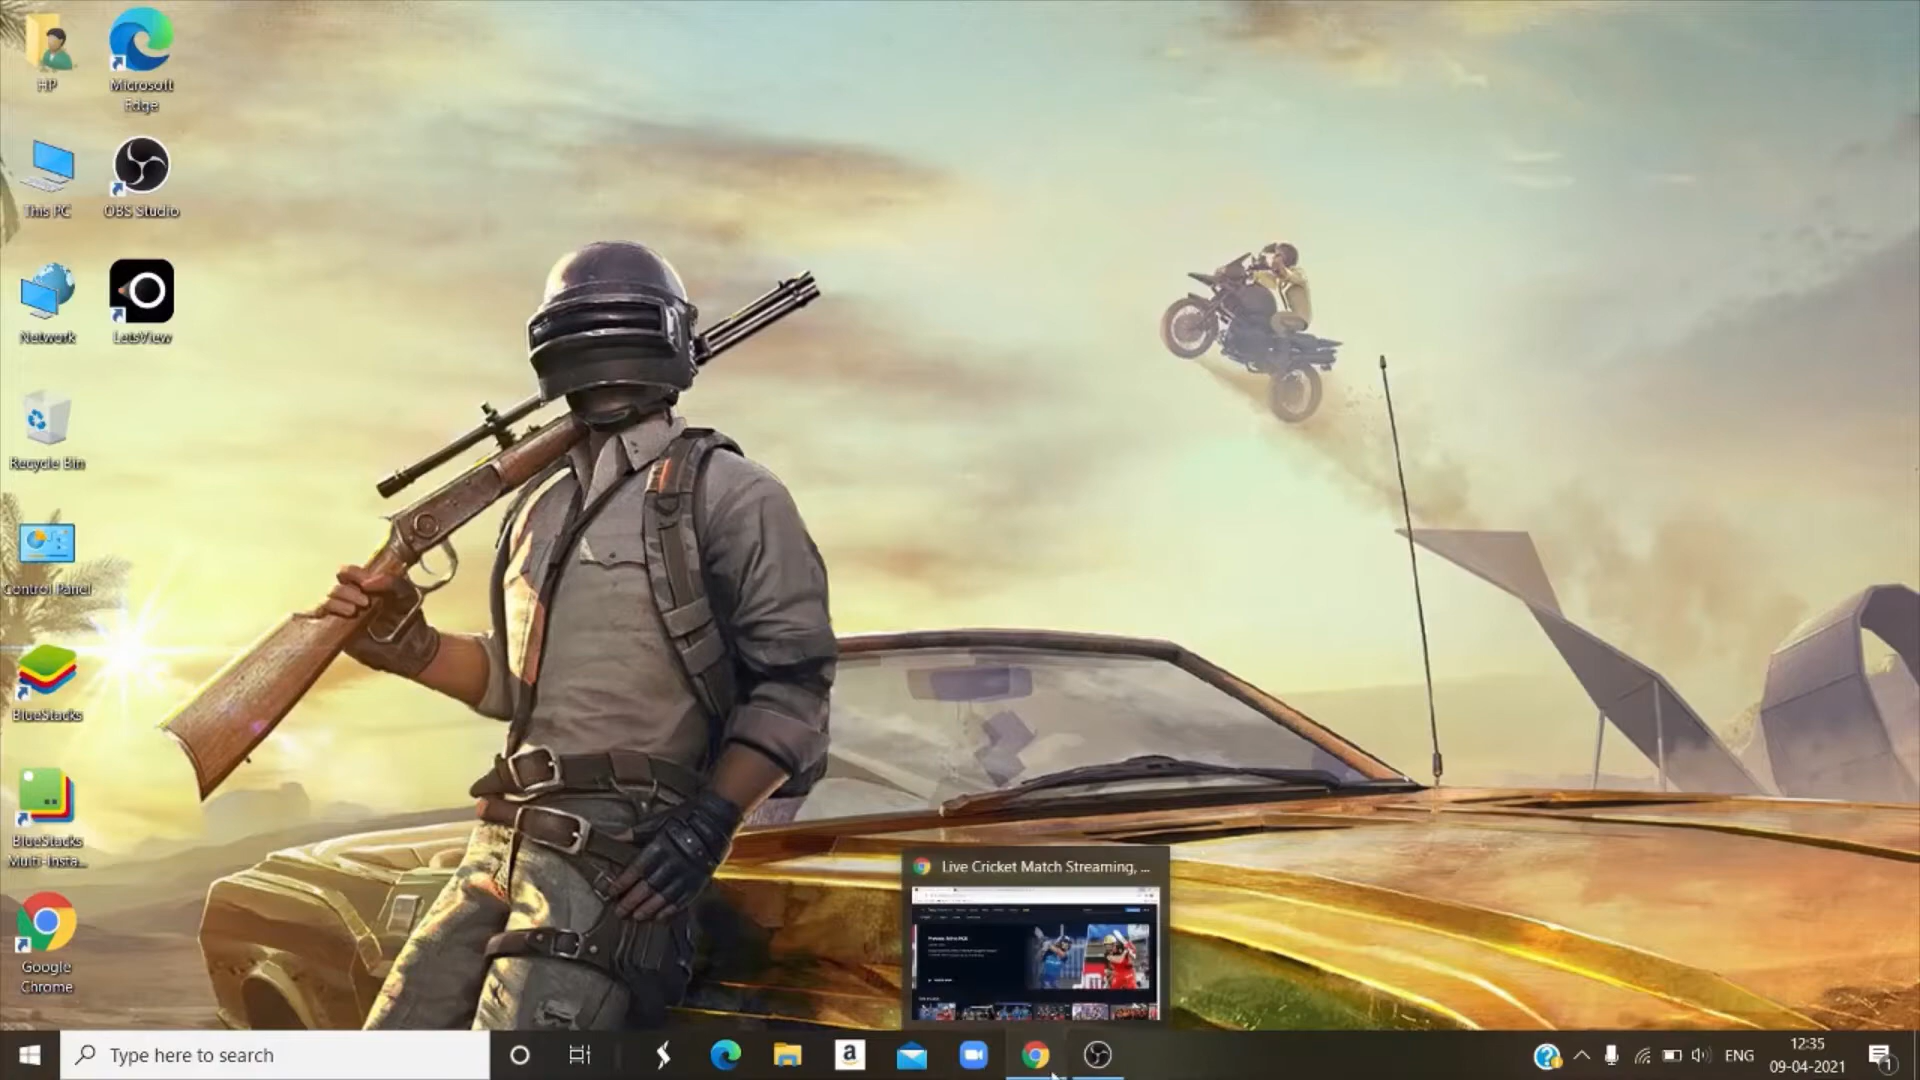 HP
Microsoft
Edge
This PC
OBS Studio
Network
LetsView
Recycle Bin
Control Panel
BlueStacks
BlueStacks
Multi-Insta...
Google
Chrome
Live Cricket Match Streaming, ...
Type here to search
a
ENG
12:35
09-04-2021
1